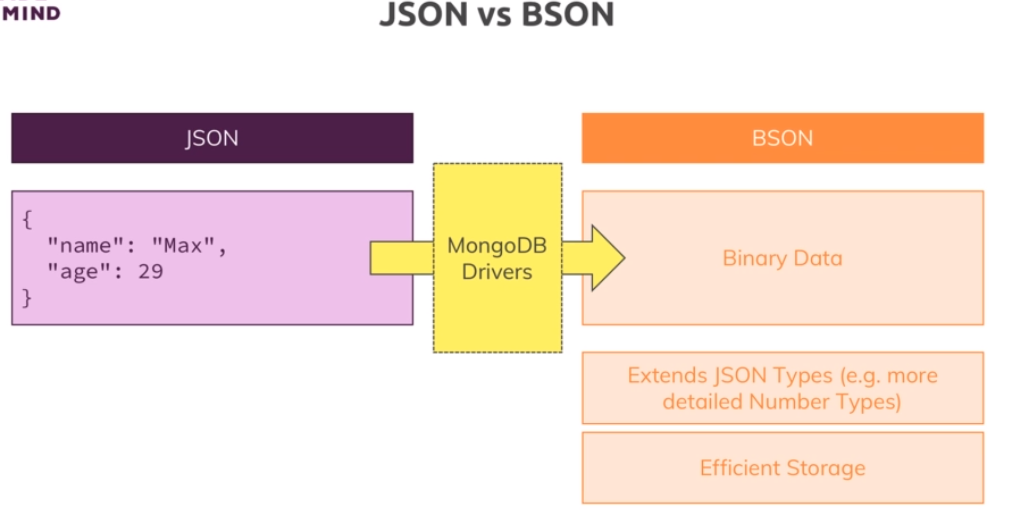 MIND
JSON vs BSON
JSON
BSON
{
"name": "Max",
"age": 29
}
MongoDB
Drivers
Binary Data
Extends JSON Types (e.g. more
detailed Number Types)
Efficient Storage